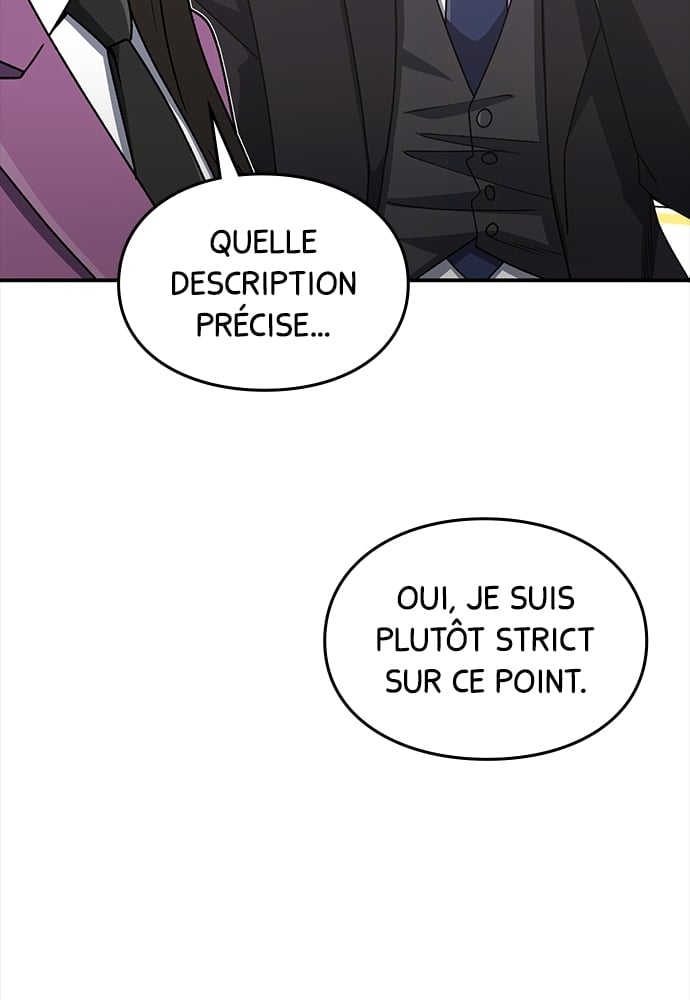 QUELLE
DESCRIPTION
PRÉCISE...
OUI, JE SUIS
PLUTÔT STRICT
SUR CE POINT.